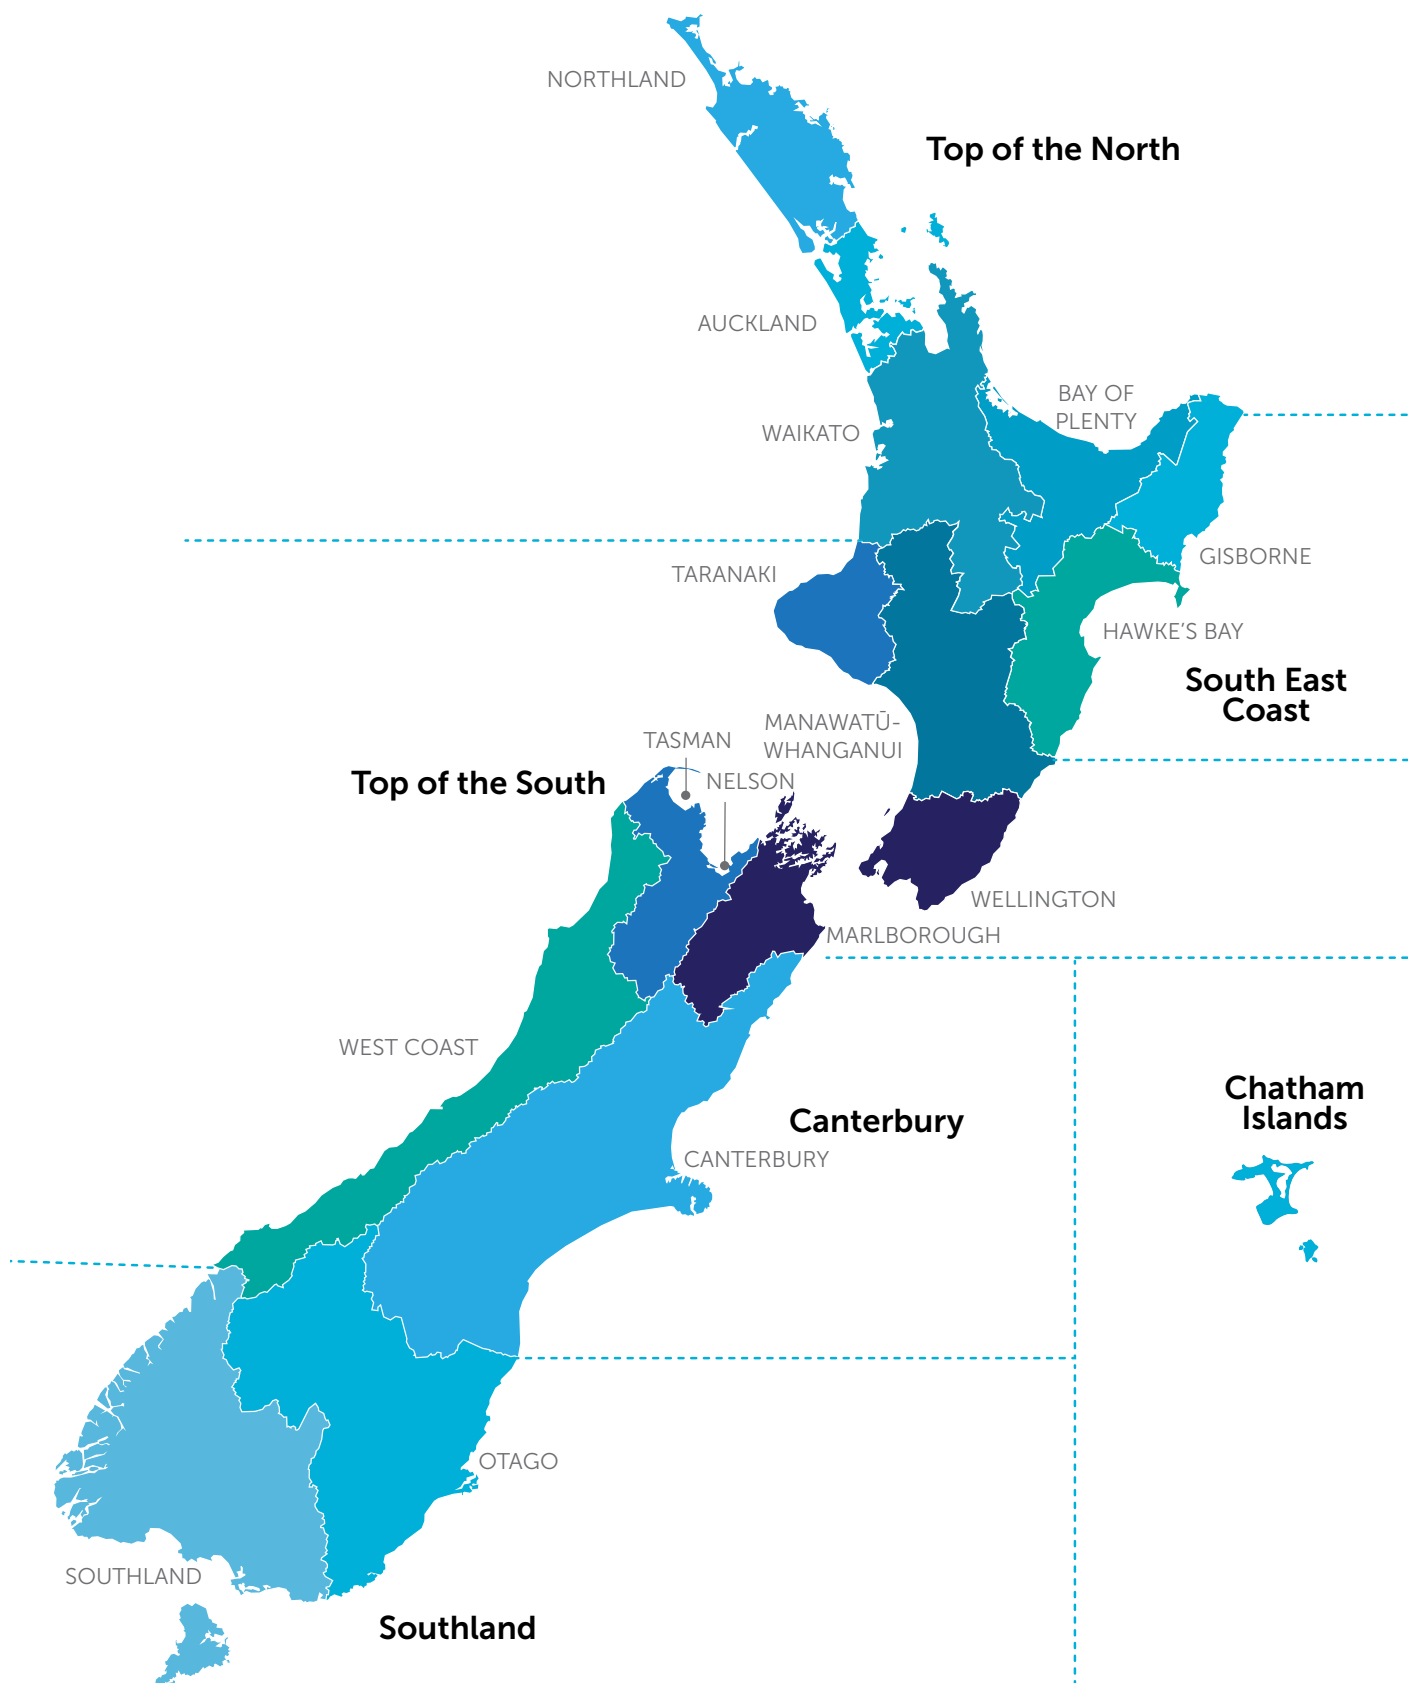 NORTHLAND
Top of the North
AUCKLAND
BAY OF
PLENTY
WAIKATO
GISBORNE
TARANAKI
HAWKE'S BAY
South East
Coast
MANAWATŪ-
WHANGANUI
TASMAN
NELSON
Top of the South
WELLINGTON
MARLBOROUGH
WEST COAST
Chatham
Islands
Canterbury
CANTERBURY
OTAGO
SOUTHLAND
Southland